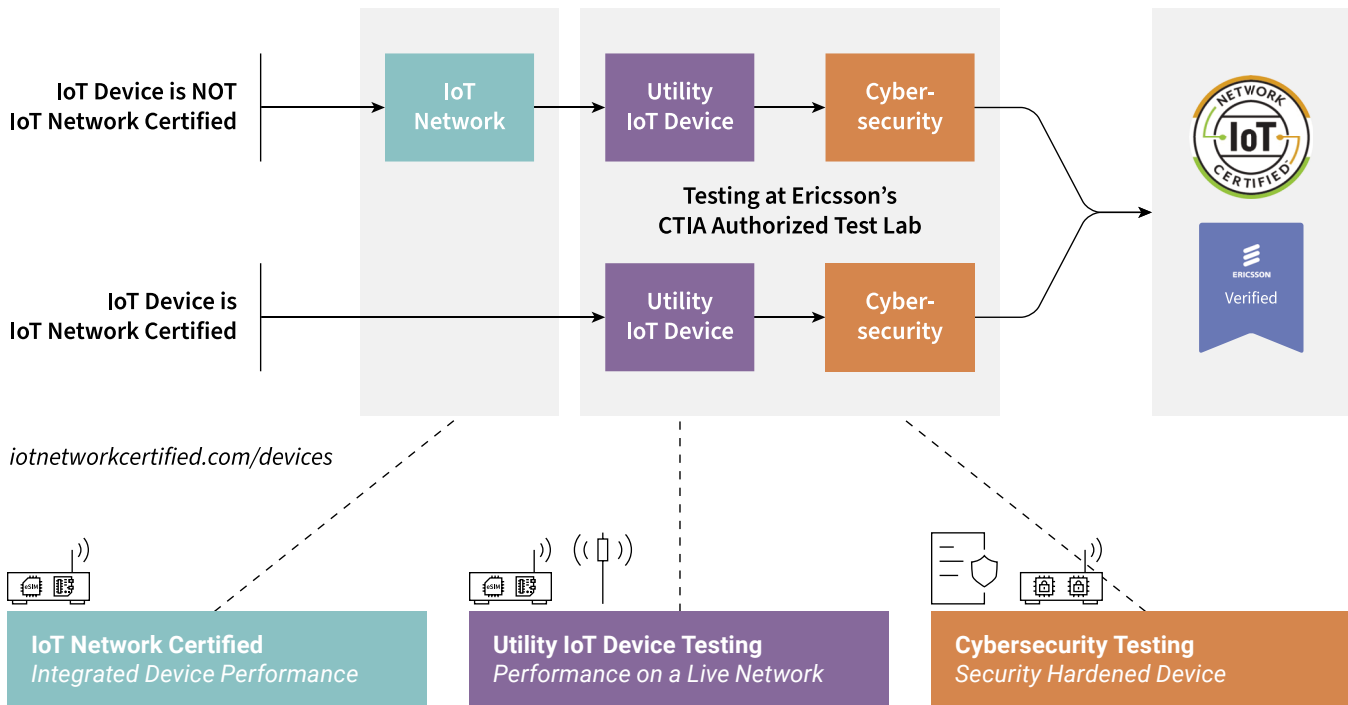 IoT Device is NOT
IoT Network Certified
IoT
Network
Utility
IoT Device
Cyber-
security
Testing at Ericsson’s
CTIA Authorized Test Lab
IoT Device is
IoT Network Certified
Utility
IoT Device
Cyber-
security
NETWORK
IoT
CERTIFIED™
ERICSSON
Verified
iotnetworkcertified.com/devices
eSIM
eSIM
IoT Network Certified
Integrated Device Performance
Utility IoT Device Testing
Performance on a Live Network
Cybersecurity Testing
Security Hardened Device